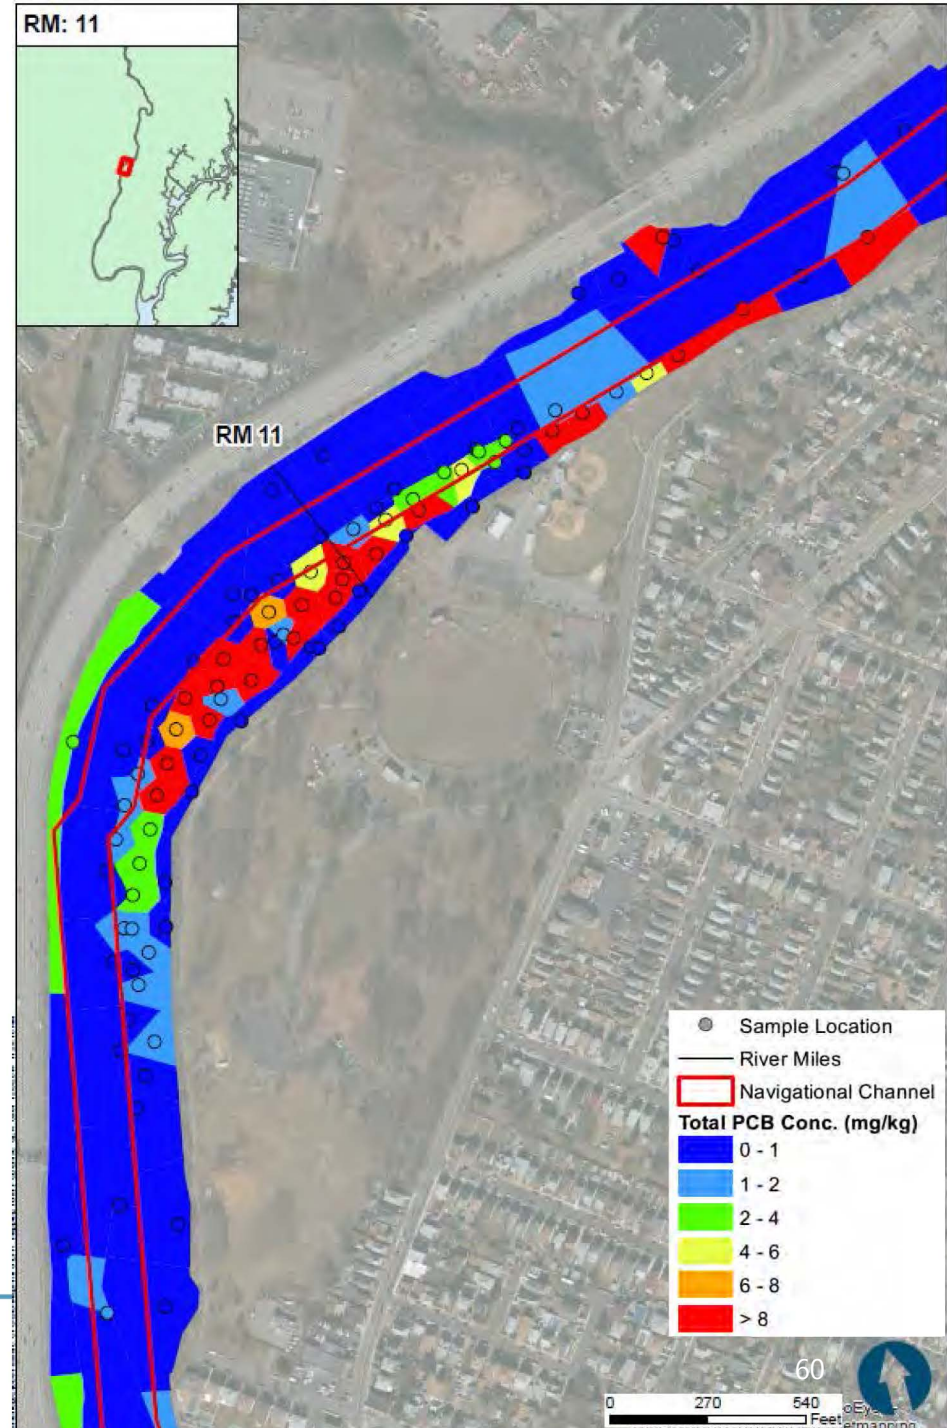 RM: 11
RM 11
Sample Location
River Miles
Navigational Channel
Total PCB Conc. (mg/kg)
0 - 1
1 - 2
2 - 4
4 - 6
6 - 8
> 8
60
0 270 540
Feet